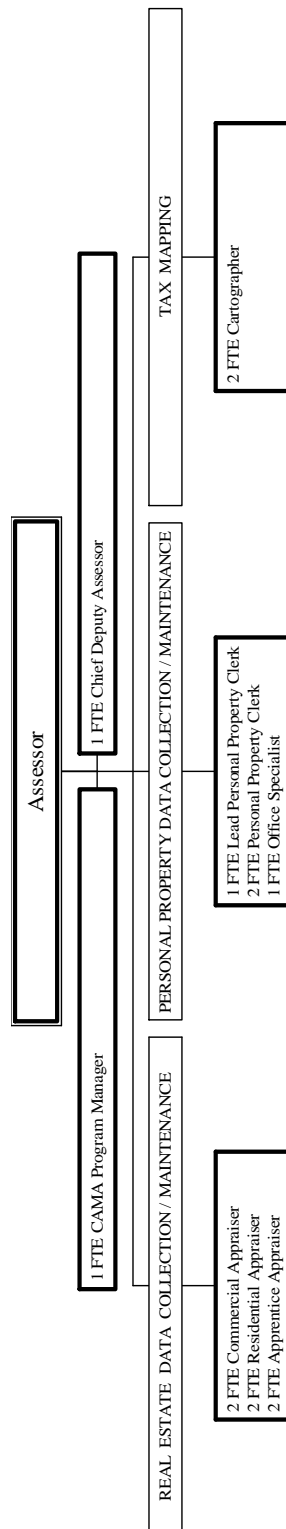 Assessor
1 FTE CAMA Program Manager
1 FTE Chief Deputy Assessor
REAL ESTATE DATA COLLECTION / MAINTENANCE
PERSONAL PROPERTY DATA COLLECTION / MAINTENANCE
TAX MAPPING
2 FTE Commercial Appraiser
2 FTE Residential Appraiser
2 FTE Apprentice Appraiser
1 FTE Lead Personal Property Clerk
2 FTE Personal Property Clerk
1 FTE Office Specialist
2 FTE Cartographer